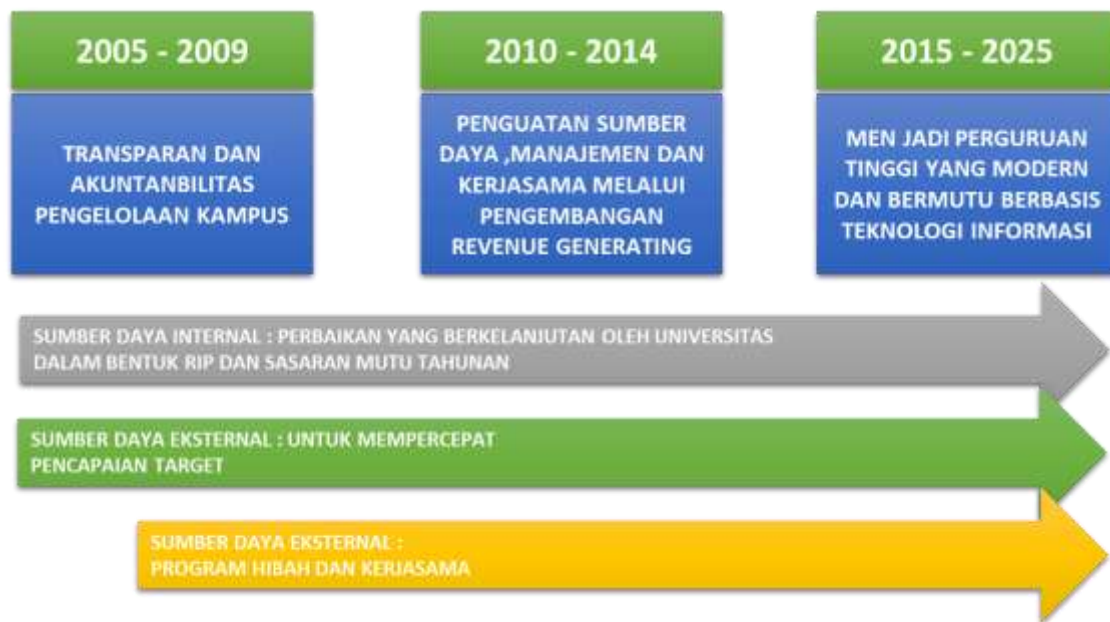 2005 - 2009
TRANSPARAN DAN
AKUNTANBILITAS
PENGELOLAAN KAMPUS
2010 - 2014
PENGUATAN SUMBER
DAYA ,MANAJEMEN DAN
KERJASAMA MELALUI
PENGEMBANGAN
REVENUE GENERATING
2015 - 2025
MEN JADI PERGURUAN
TINGGI YANG MODERN
DAN BERMUTU BERBASIS
TEKNOLOGI INFORMASI
SUMBER DAYA INTERNAL : PERBAIKAN YANG BERKELANJUTAN OLEH UNIVERSITAS
DALAM BENTUK RIP DAN SASARAN MUTU TAHUNAN
SUMBER DAYA EKSTERNAL : UNTUK MEMPERCEPAT
PENCAPAIAN TARGET
SUMBER DAYA EKSTERNAL :
PROGRAM HIBAH DAN KERJASAMA